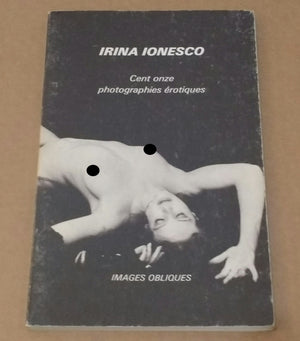 IRINA IONESCO
Cent onze
photographies érotiques
IMAGES OBLIQUES